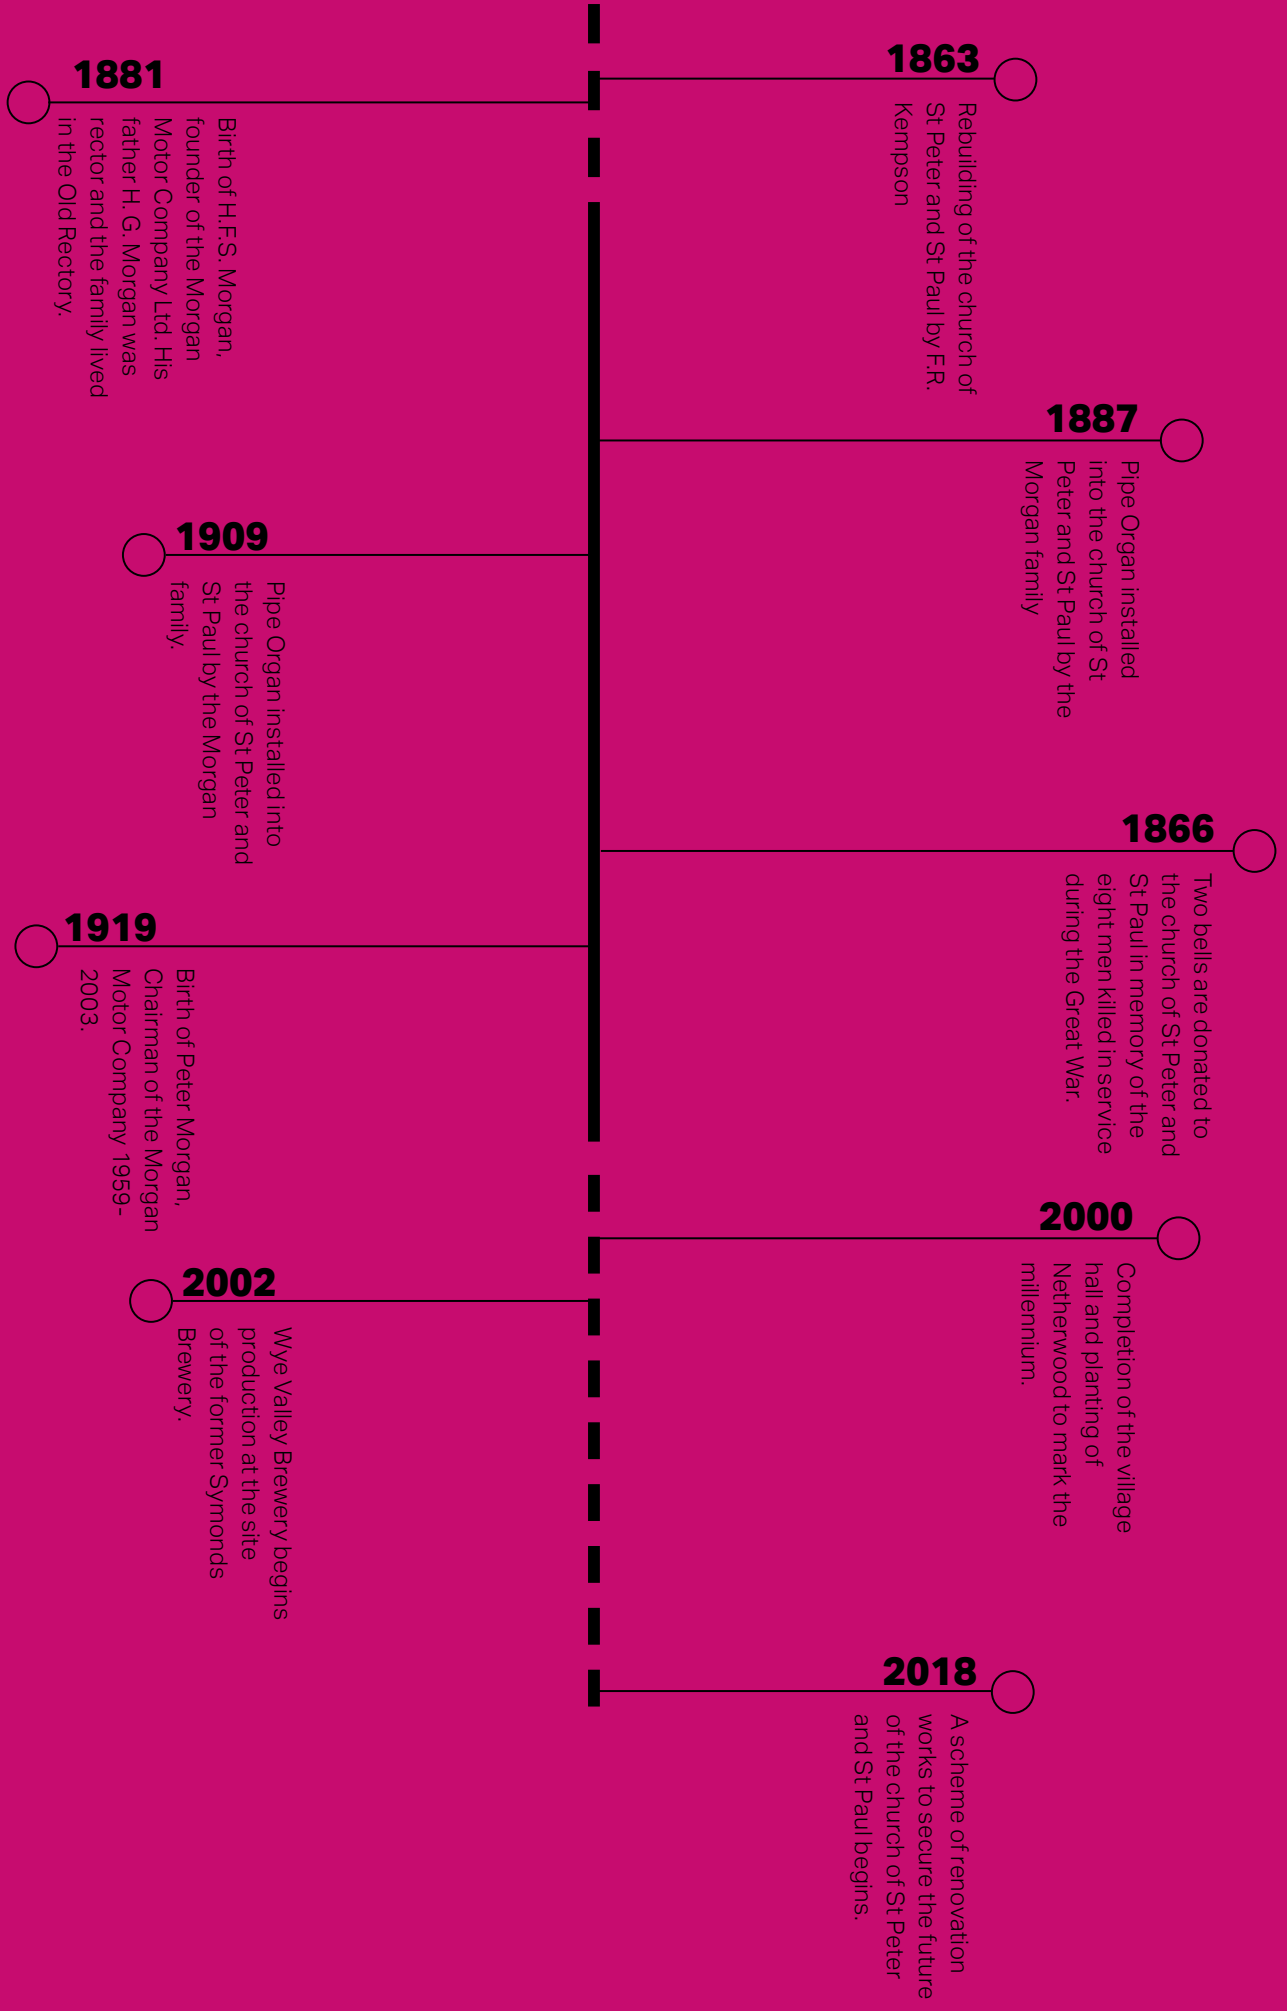 1863
Rebuilding of the church of
St Peter and St Paul by F.R.
Kempson
1881
Birth of H.F.S. Morgan,
founder of the Morgan
Motor Company Ltd. His
father H. G. Morgan was
rector and the family lived
in the Old Rectory.
1887
Pipe Organ installed
into the church of St
Peter and St Paul by the
Morgan family
1909
Pipe Organ installed into
the church of St Peter and
St Paul by the Morgan
family.
1866
Two bells are donated to
the church of St Peter and
St Paul in memory of the
eight men killed in service
during the Great War.
1919
Birth of Peter Morgan,
Chairman of the Morgan
Motor Company 1959-
2003.
2000
Completion of the village
hall and planting of
Netherwood to mark the
millennium.
2002
Wye Valley Brewery begins
production at the site
of the former Symonds
Brewery.
2018
A scheme of renovation
works to secure the future
of the church of St Peter
and St Paul begins.